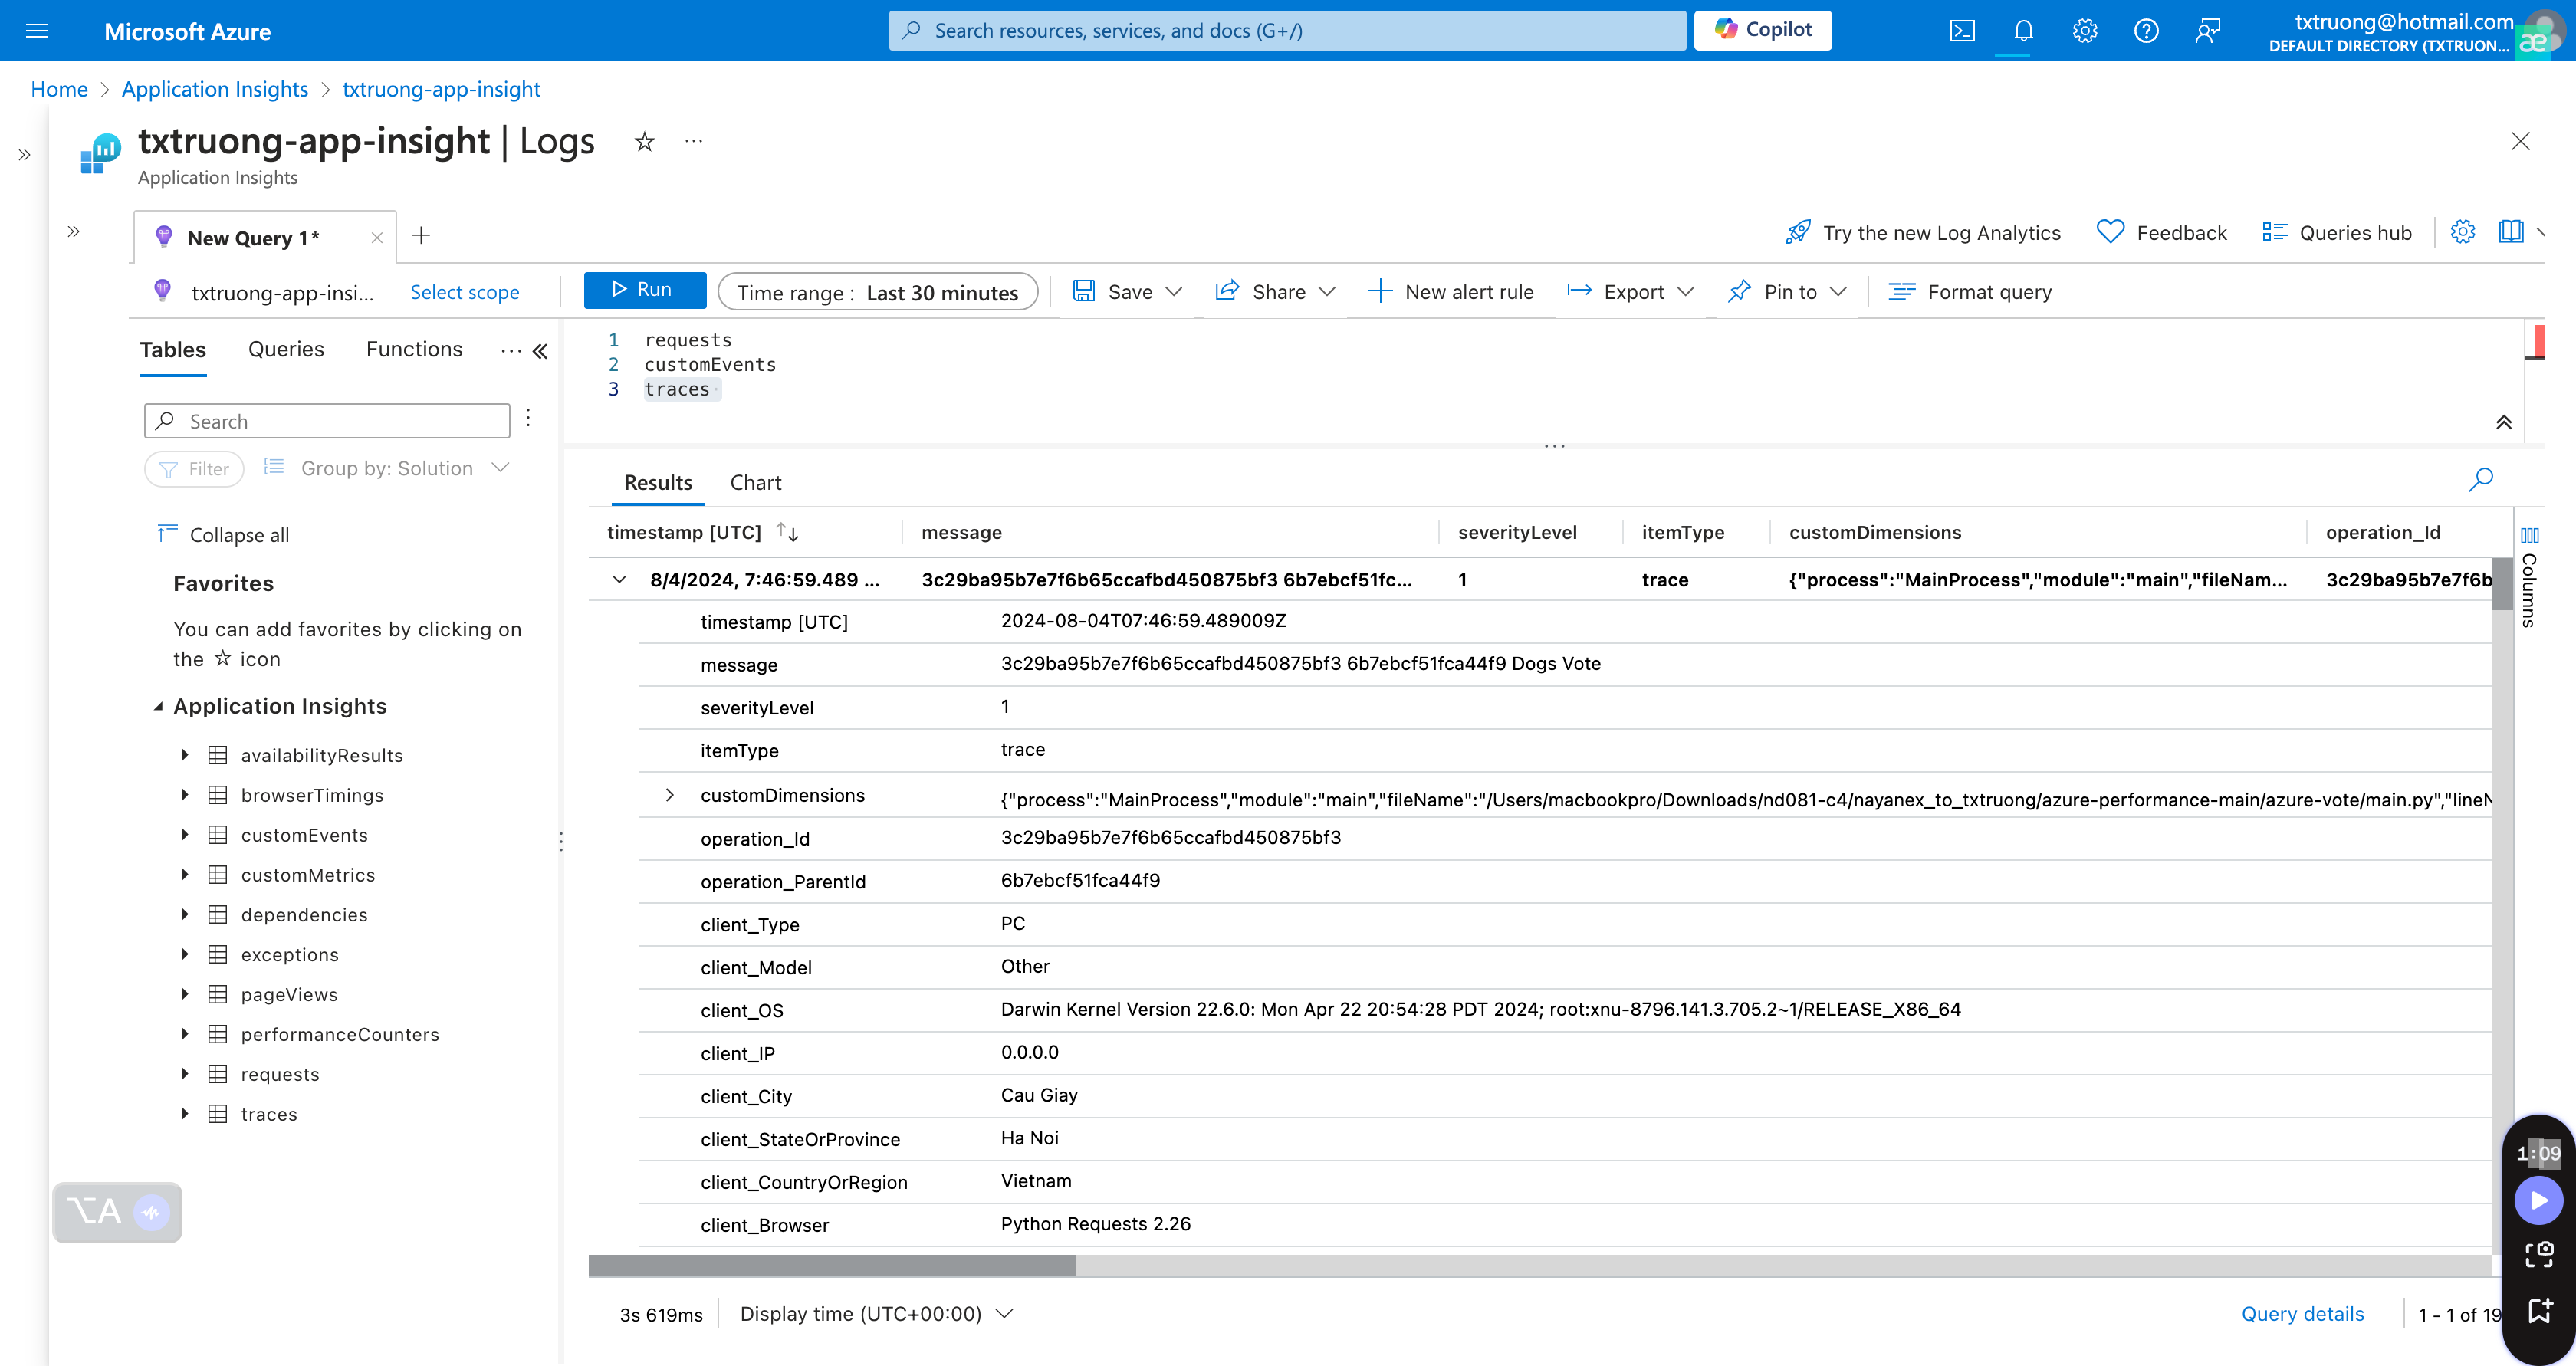 Microsoft Azure
Search resources, services, and docs (G+/)
Copilot
txtruong@hotmail.com
DEFAULT DIRECTORY (TXTRUON...
æ
Home > Application Insights > txtruong-app-insight
txtruong-app-insight | Logs
Application Insights
New Query 1*
Try the new Log Analytics
Feedback
Queries hub
txtruong-app-insi...
Select scope
Run
Time range : Last 30 minutes
Save
Share
New alert rule
Export
Pin to
Format query
Tables
Queries
Functions
1 requests
2 customEvents
3 traces
Search
Filter
Group by: Solution
Collapse all
Favorites
You can add favorites by clicking on
the ☆ icon
Application Insights
availabilityResults
browserTimings
customEvents
customMetrics
dependencies
exceptions
pageViews
performanceCounters
requests
traces
⌥A
Results
Chart
timestamp [UTC] message severityLevel itemType customDimensions operation_Id
8/4/2024, 7:46:59.489 ... 3c29ba95b7e7f6b65ccafbd450875bf3 6b7ebcf51fc... 1 trace {"process":"MainProcess","module":"main","fileNam... 3c29ba95b7e7f6b
Columns
timestamp [UTC] 2024-08-04T07:46:59.489009Z
message 3c29ba95b7e7f6b65ccafbd450875bf3 6b7ebcf51fca44f9 Dogs Vote
severityLevel 1
itemType trace
customDimensions {"process":"MainProcess","module":"main","fileName":"/Users/macbookpro/Downloads/nd081-c4/nayanex_to_txtruong/azure-performance-main/azure-vote/main.py","lineN
operation_Id 3c29ba95b7e7f6b65ccafbd450875bf3
operation_ParentId 6b7ebcf51fca44f9
client_Type PC
client_Model Other
client_OS Darwin Kernel Version 22.6.0: Mon Apr 22 20:54:28 PDT 2024; root:xnu-8796.141.3.705.2~1/RELEASE_X86_64
client_IP 0.0.0.0
client_City Cau Giay
client_StateOrProvince Ha Noi
client_CountryOrRegion Vietnam
client_Browser Python Requests 2.26
1:09
3s 619ms
Display time (UTC+00:00)
Query details
1 - 1 of 19